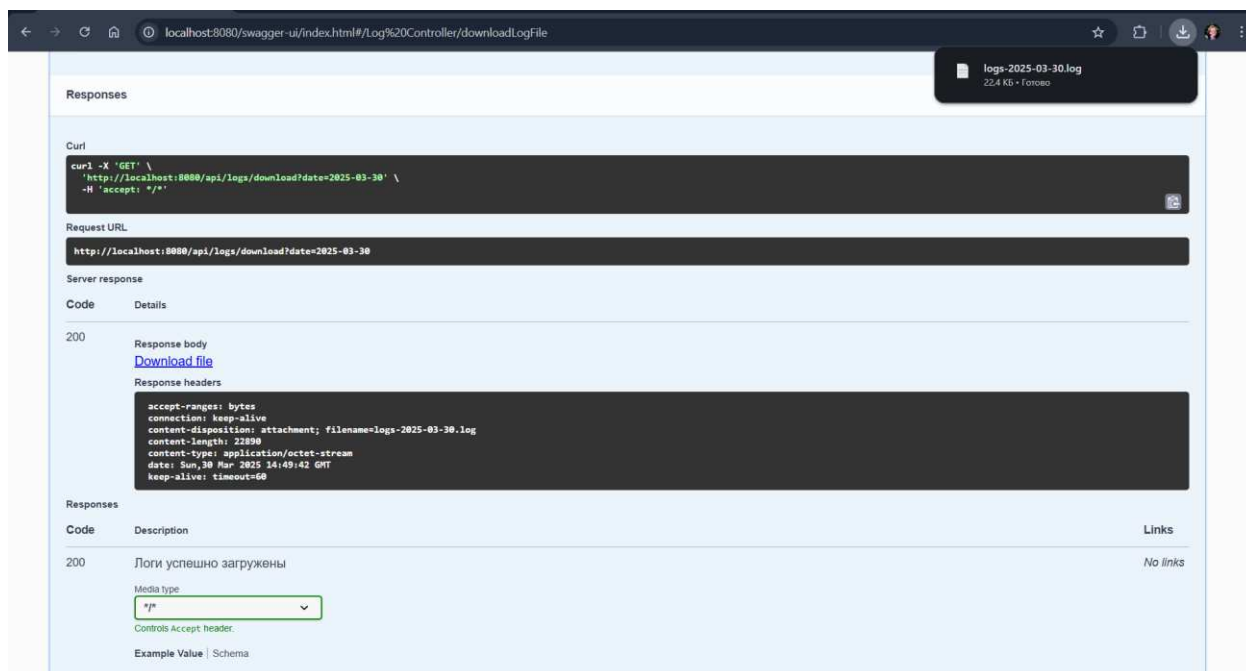 localhost:8080/swagger-ui/index.html#/Log%20Controller/downloadLogFile
logs-2025-03-30.log
22,4 КБ • Готово
Responses
Curl
curl -X 'GET' \
'http://localhost:8080/api/logs/download?date=2025-03-30' \
-H 'accept: */*'
Request URL
http://localhost:8080/api/logs/download?date=2025-03-30
Server response
Code Details
200
Response body
Download file
Response headers
accept-ranges: bytes
connection: keep-alive
content-disposition: attachment; filename=logs-2025-03-30.log
content-length: 22890
content-type: application/octet-stream
date: Sun,30 Mar 2025 14:49:42 GMT
keep-alive: timeout=60
Responses
Code Description Links
200 Логи успешно загружены No links
Media type
*/*
Controls Accept header.
Example Value Schema